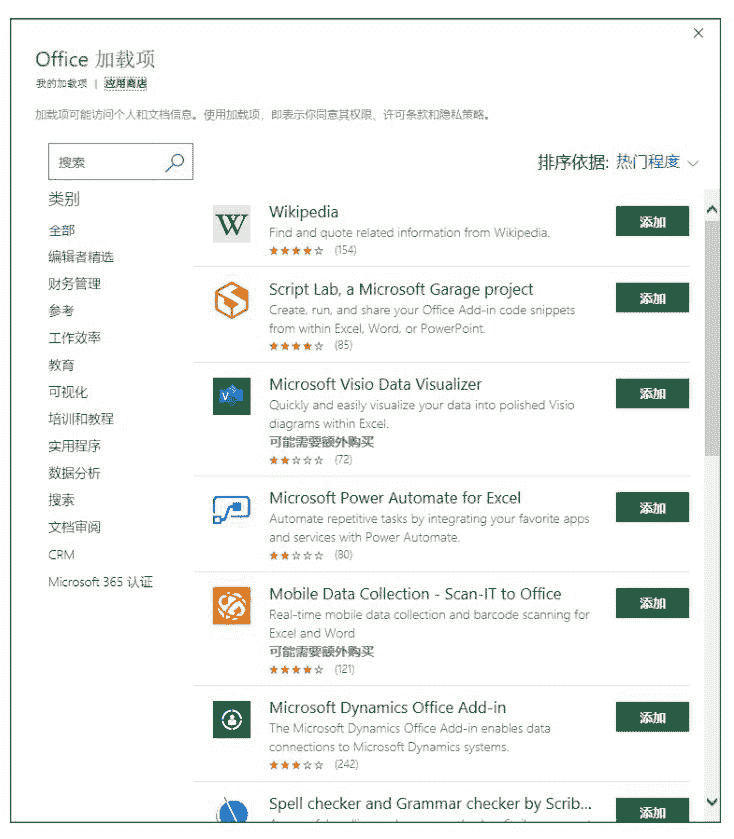 Office 加载项
我的加载项 | 应用商店
加载项可能访问个人和文档信息。使用加载项，即表示你同意其权限、许可条款和隐私策略。
搜索
排序依据: 热门程度
类别
全部
编辑者精选
财务管理
参考
工作效率
教育
可视化
培训和教程
实用程序
数据分析
搜索
文档审阅
CRM
Microsoft 365 认证
Wikipedia
Find and quote related information from Wikipedia.
(154)
添加
Script Lab, a Microsoft Garage project
Create, run, and share your Office Add-in code snippets
from within Excel, Word, or PowerPoint.
(85)
添加
Microsoft Visio Data Visualizer
Quickly and easily visualize your data into polished Visio
diagrams within Excel.
可能需要额外购买
(72)
添加
Microsoft Power Automate for Excel
Automate repetitive tasks by integrating your favorite apps
and services with Power Automate.
(80)
添加
Mobile Data Collection - Scan-IT to Office
Real-time mobile data collection and barcode scanning for
Excel and Word
可能需要额外购买
(121)
添加
Microsoft Dynamics Office Add-in
The Microsoft Dynamics Office Add-in enables data
connections to Microsoft Dynamics systems.
(242)
添加
Spell checker and Grammar checker by Scrib...
添加